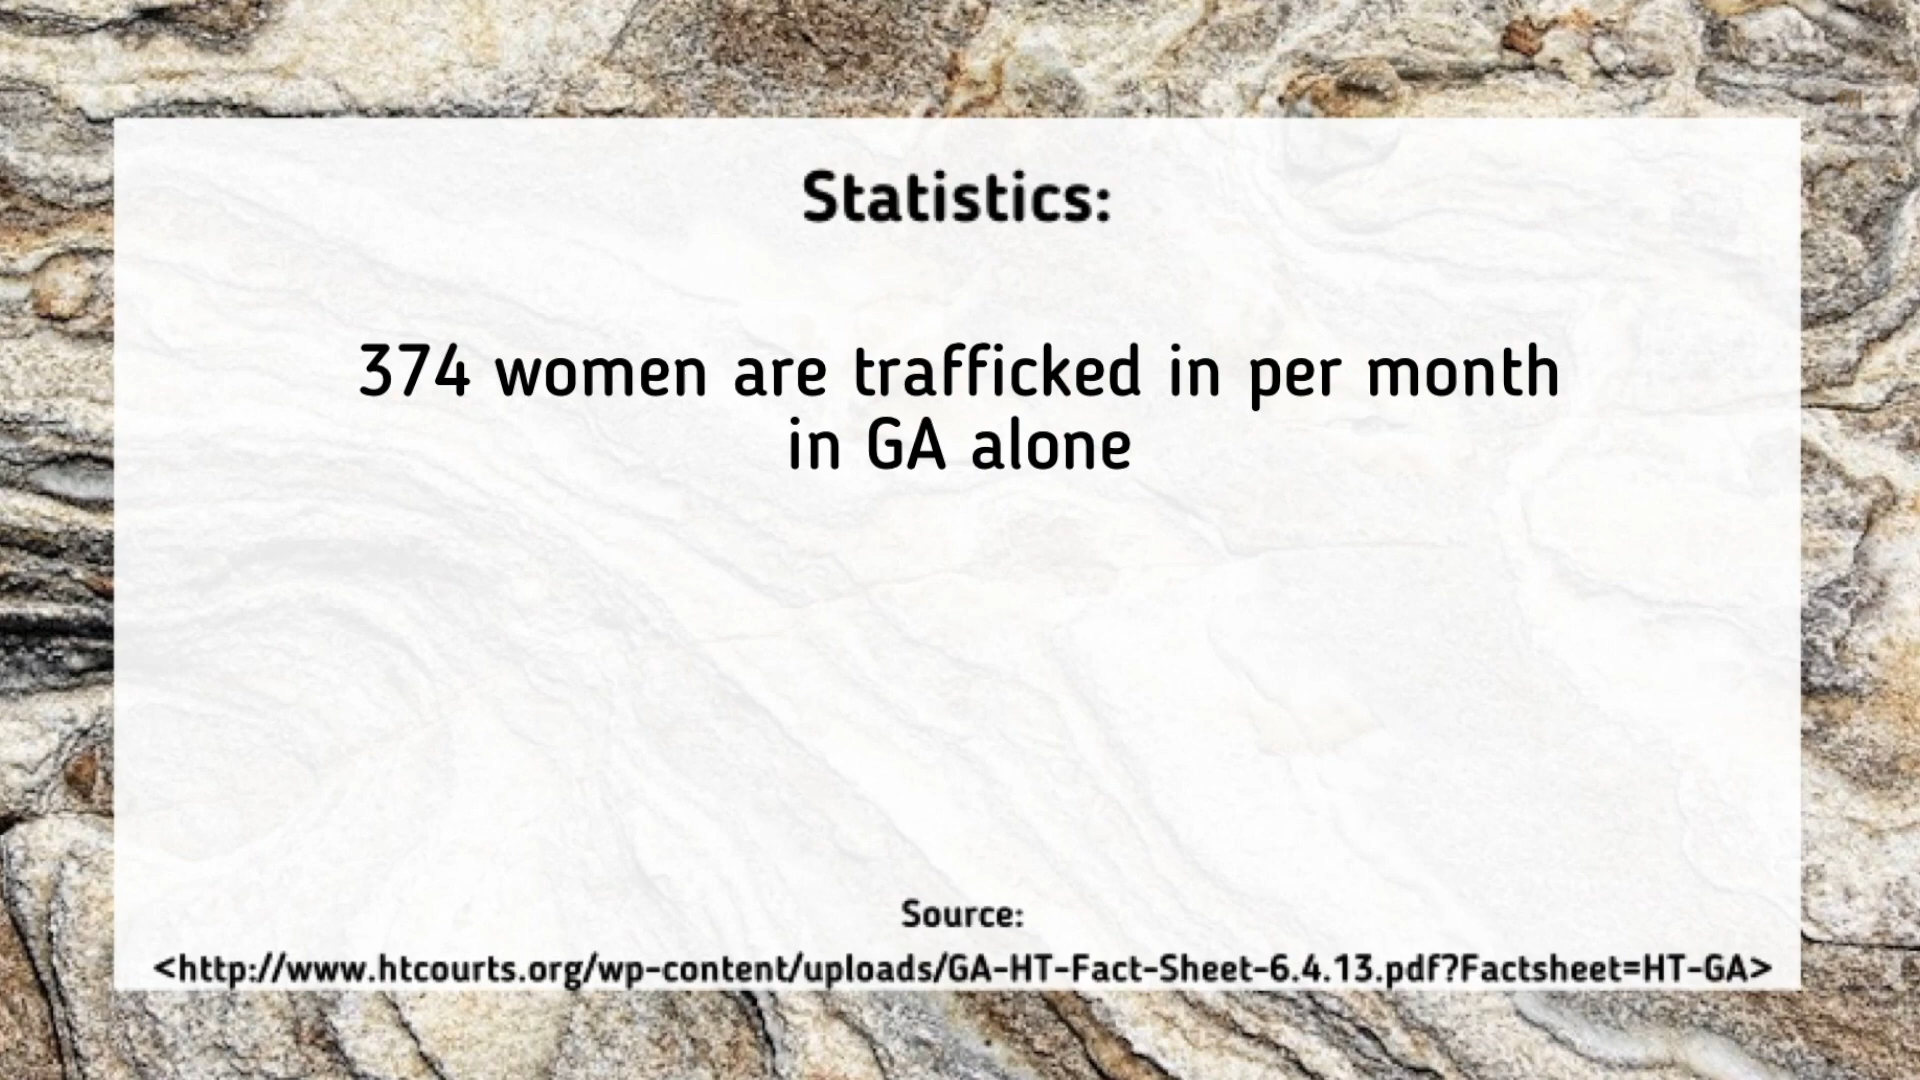 Statistics:
374 women are trafficked in per month
in GA alone
Source:
<http://www.htcourts.org/wp-content/uploads/GA-HT-Fact-Sheet-6.4.13.pdf?Factsheet=HT-GA>